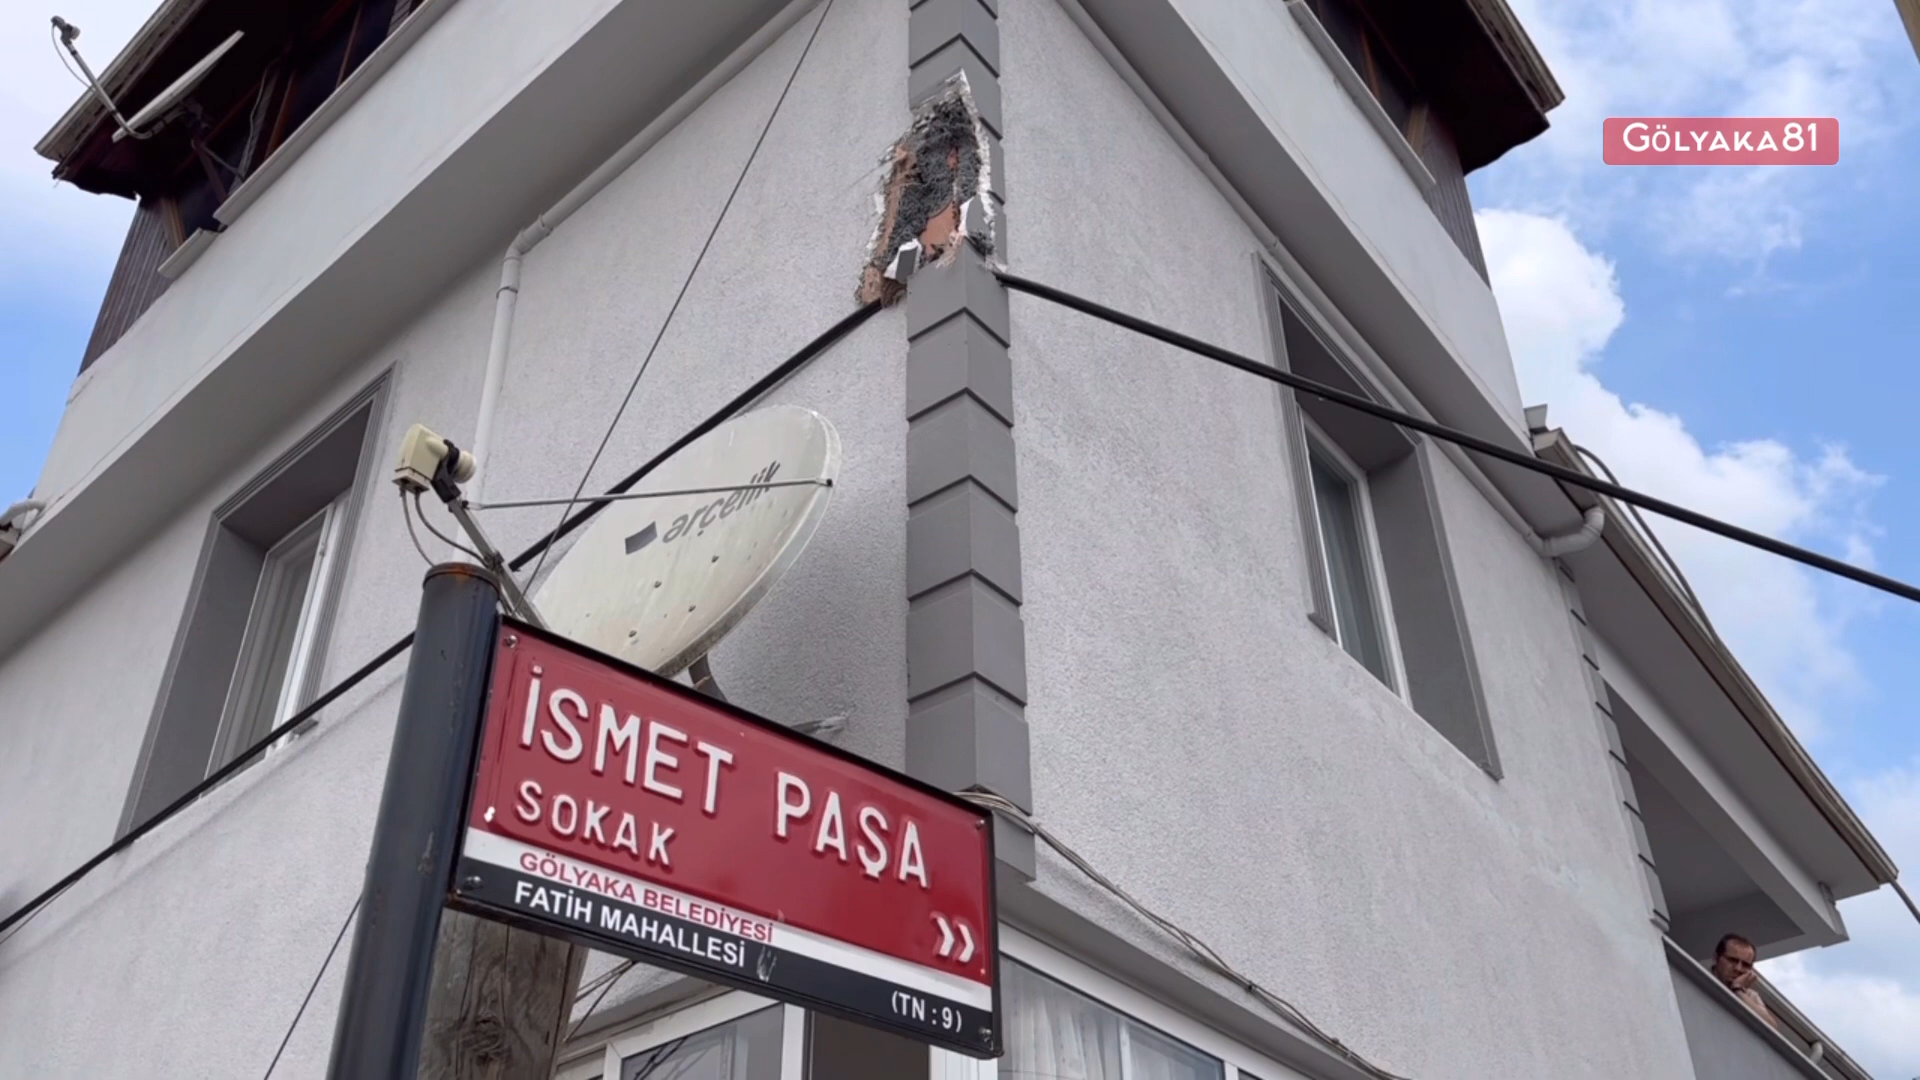 GÖLYAKA81
arçelik
İSMET PAŞA
SOKAK
GÖLYAKA BELEDİYESİ
FATİH MAHALLESİ
(TN : 9)